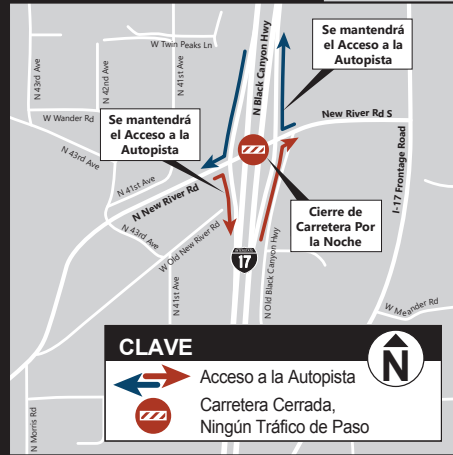 Se mantendrá
el Acceso a la
Autopista
W Twin Peaks Ln
N 43rd Ave
N 42nd Ave
N 41st Ave
N Black Canyon Hwy
New River Rd S
W Wander Rd
Se mantendrá
el Acceso a la
Autopista
N 43rd Ave
N 41st Ave
N New River Rd
I-17 Frontage Road
Cierre de
Carretera Por
la Noche
N 43rd Ave
W Old New River Rd
17
N 41st Ave
N Old Black Canyon Hwy
W Meander Rd
N Morris Rd
CLAVE
N
Acceso a la Autopista
Carretera Cerrada,
Ningún Tráfico de Paso